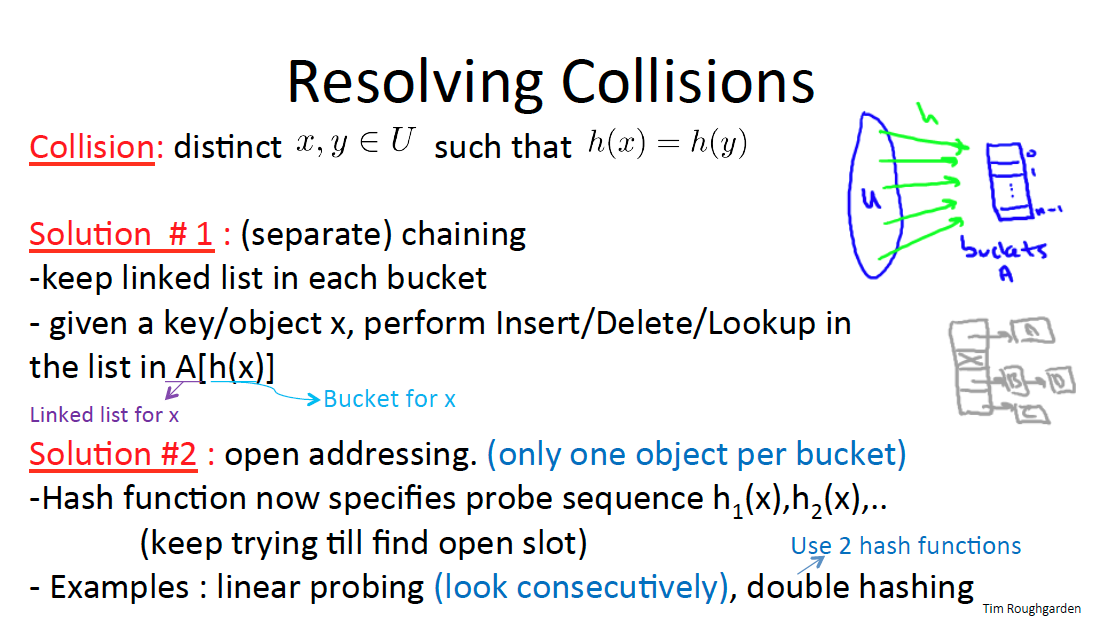 Resolving Collisions
Collision: distinct x, y ∈ U such that h(x) = h(y)
h
U
0
1
⋮
n-1
buckets
A
Solution # 1 : (separate) chaining
-keep linked list in each bucket
- given a key/object x, perform Insert/Delete/Lookup in
the list in A[h(x)]
A
B
D
C
Bucket for x
Linked list for x
Solution #2 : open addressing. (only one object per bucket)
-Hash function now specifies probe sequence h₁(x),h₂(x),..
(keep trying till find open slot)
Use 2 hash functions
- Examples : linear probing (look consecutively), double hashing
Tim Roughgarden